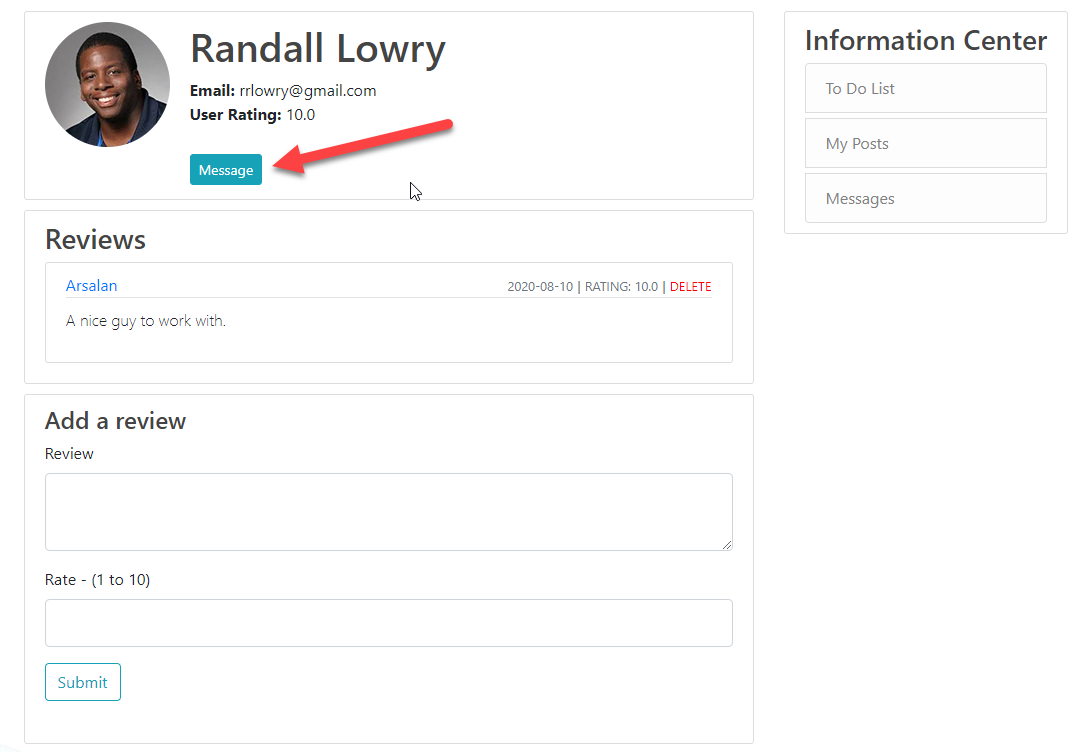 Randall Lowry
Email: rrlowry@gmail.com
User Rating: 10.0
Message
Information Center
To Do List
My Posts
Messages
Reviews
Arsalan 2020-08-10 | RATING: 10.0 | DELETE
A nice guy to work with.
Add a review
Review
Rate - (1 to 10)
Submit